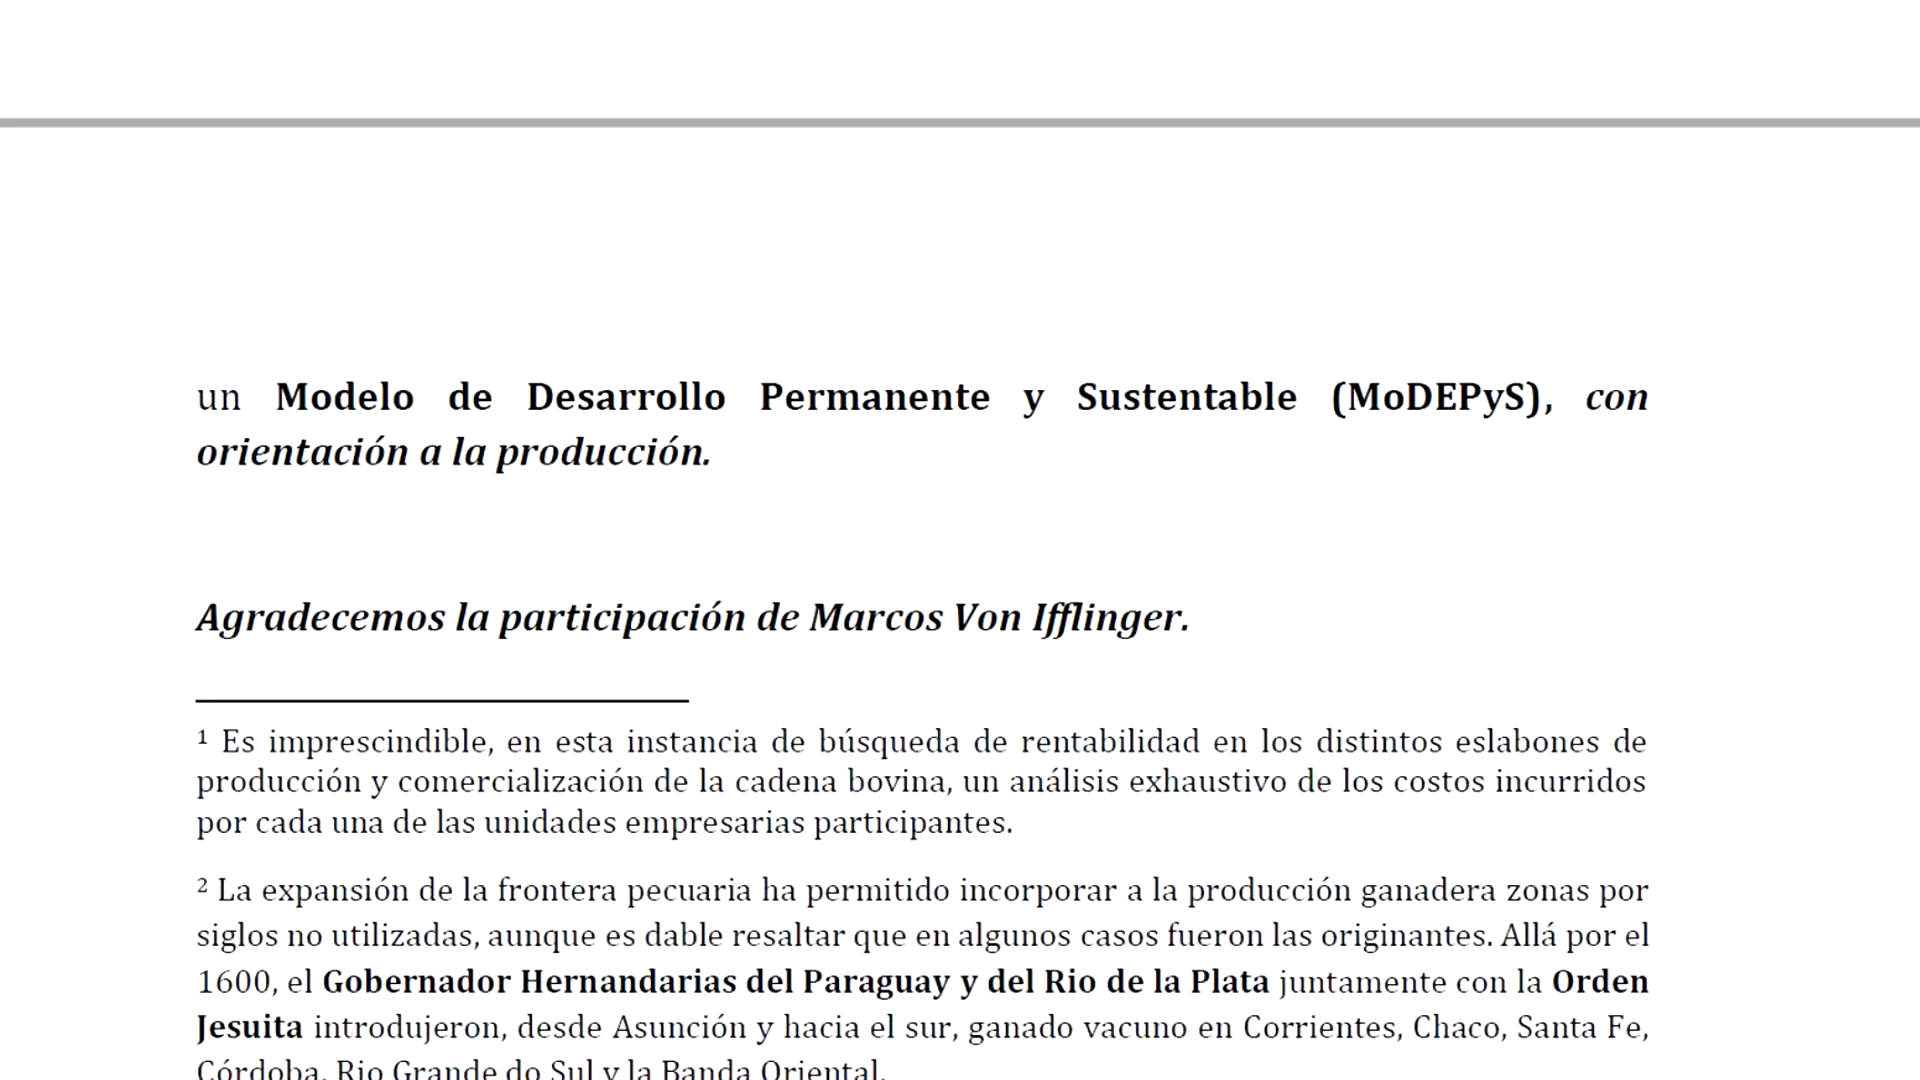 un Modelo de Desarrollo Permanente y Sustentable (MoDEPyS), con
orientación a la producción.
Agradecemos la participación de Marcos Von Ifflinger.
¹ Es imprescindible, en esta instancia de búsqueda de rentabilidad en los distintos eslabones de
producción y comercialización de la cadena bovina, un análisis exhaustivo de los costos incurridos
por cada una de las unidades empresarias participantes.
² La expansión de la frontera pecuaria ha permitido incorporar a la producción ganadera zonas por
siglos no utilizadas, aunque es dable resaltar que en algunos casos fueron las originantes. Allá por el
1600, el Gobernador Hernandarias del Paraguay y del Rio de la Plata juntamente con la Orden
Jesuita introdujeron, desde Asunción y hacia el sur, ganado vacuno en Corrientes, Chaco, Santa Fe,
Córdoba, Rio Grande do Sul y la Banda Oriental.